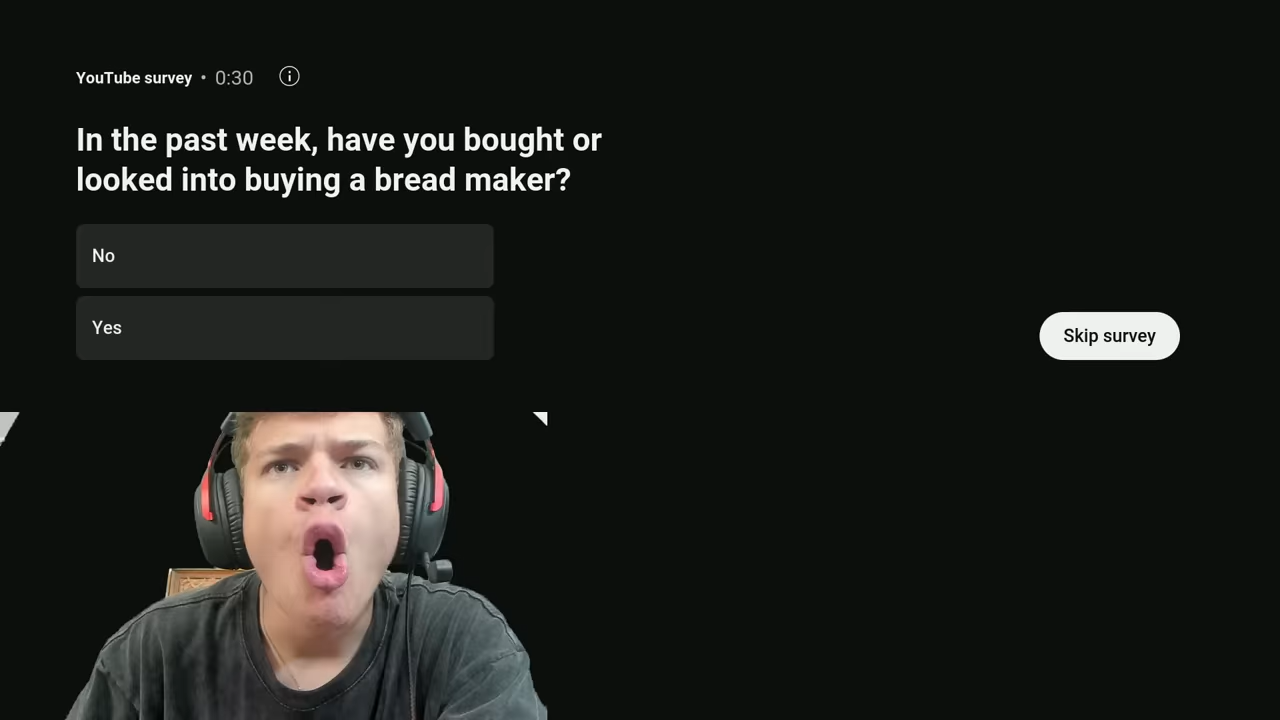 YouTube survey • 0:30
In the past week, have you bought or
looked into buying a bread maker?
No
Yes
Skip survey